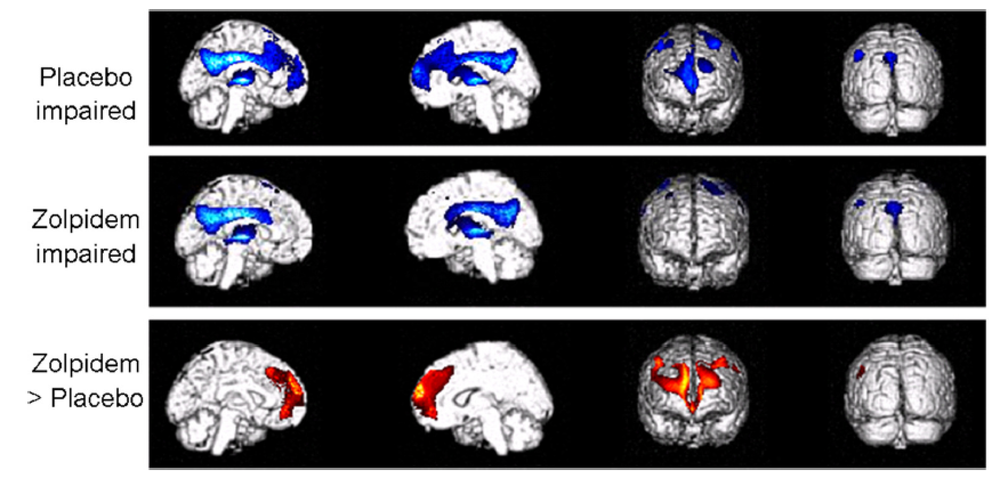 Placebo
impaired
Zolpidem
impaired
Zolpidem
> Placebo